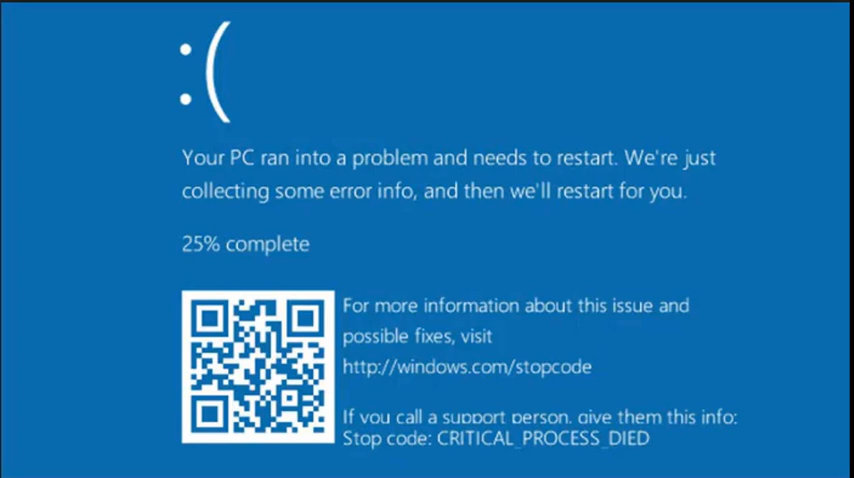 :(
Your PC ran into a problem and needs to restart. We're just
collecting some error info, and then we'll restart for you.
25% complete
For more information about this issue and
possible fixes, visit
http://windows.com/stopcode
If you call a support person, give them this info:
Stop code: CRITICAL_PROCESS_DIED